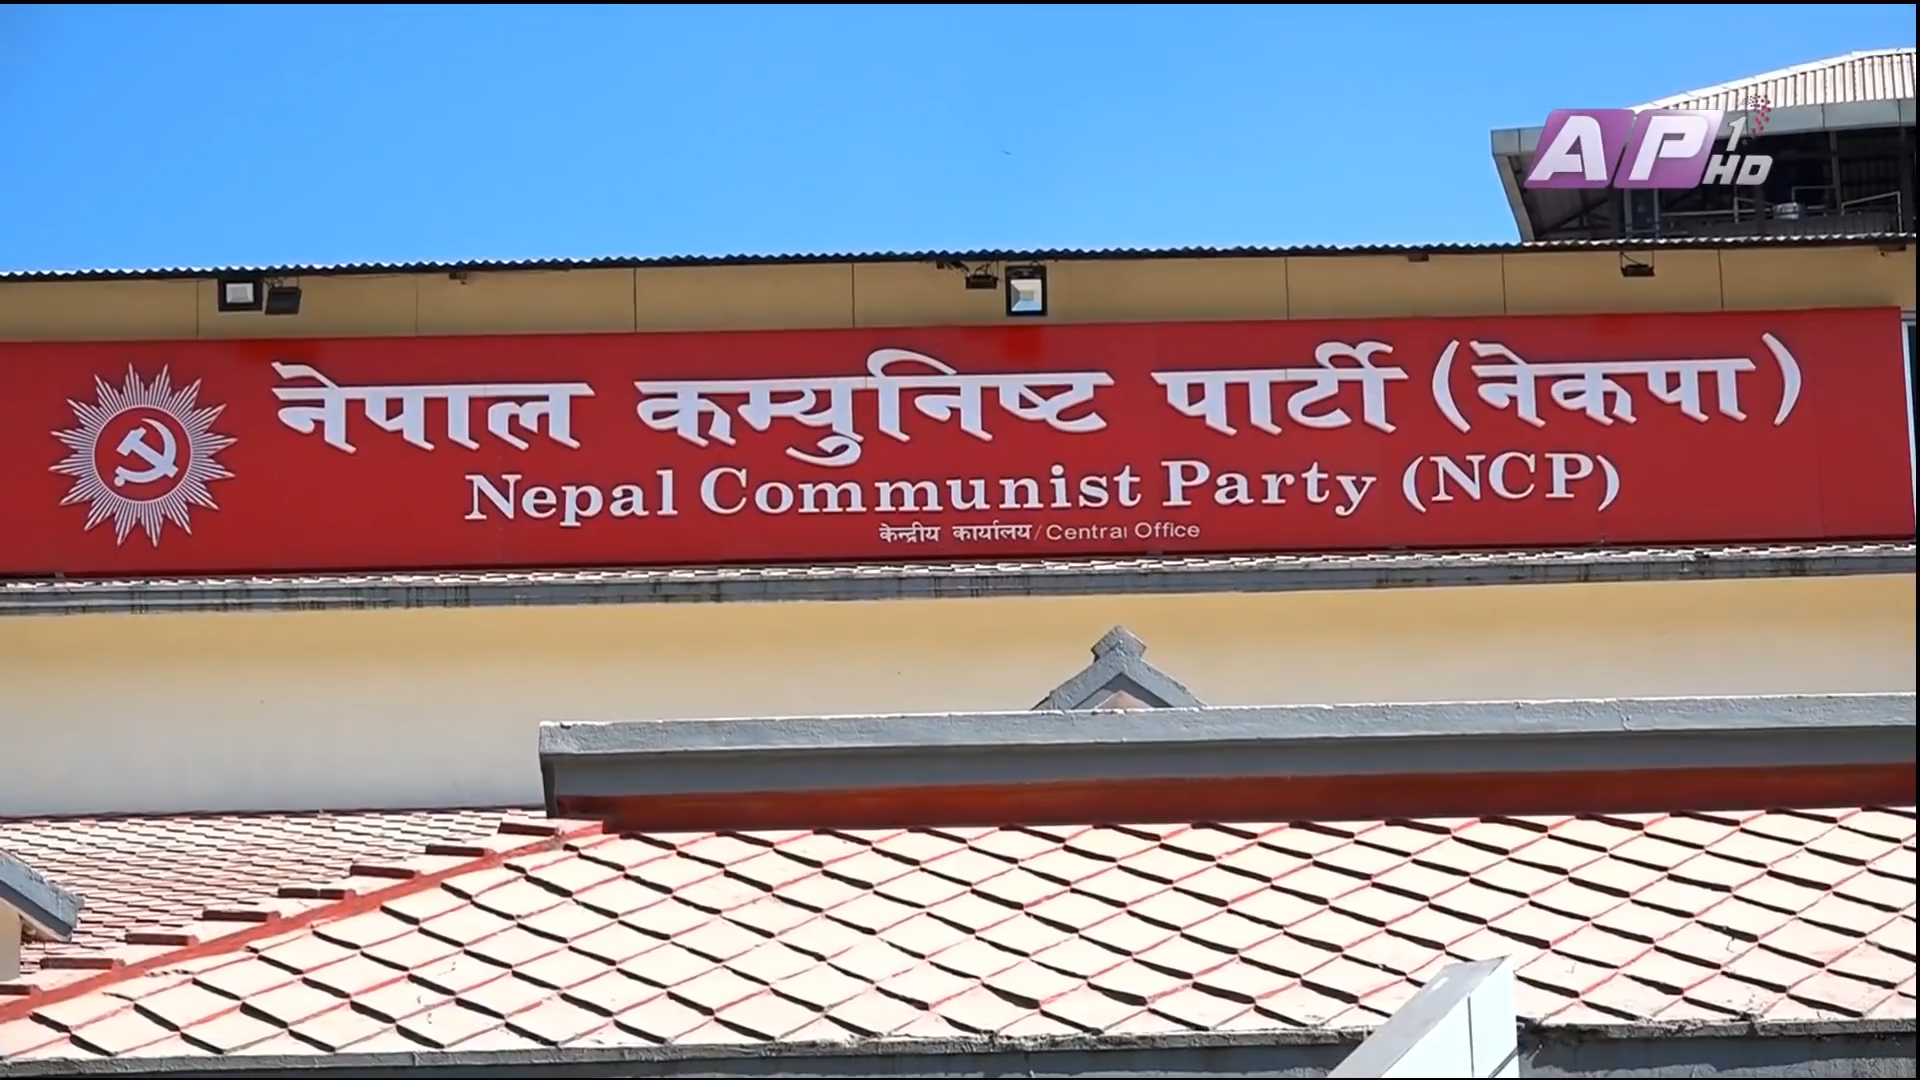 AP1 HD
नेपाल कम्युनिष्ट पार्टी (नेकपा)
Nepal Communist Party (NCP)
केन्द्रीय कार्यालय/Central Office